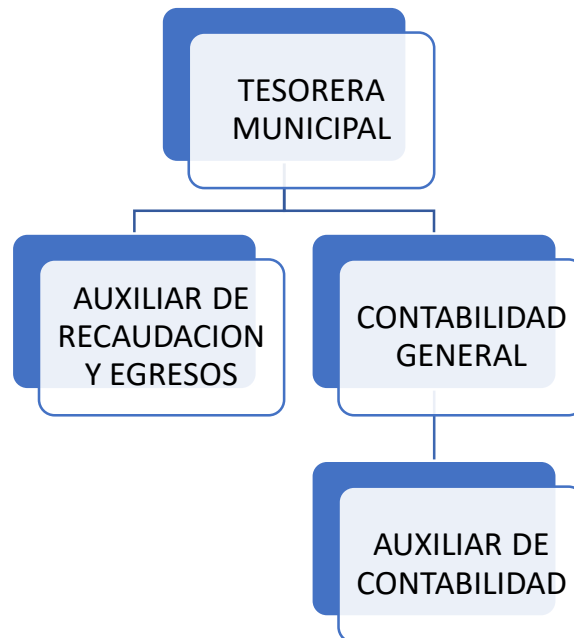 TESORERA
MUNICIPAL
AUXILIAR DE
RECAUDACION
Y EGRESOS
CONTABILIDAD
GENERAL
AUXILIAR DE
CONTABILIDAD